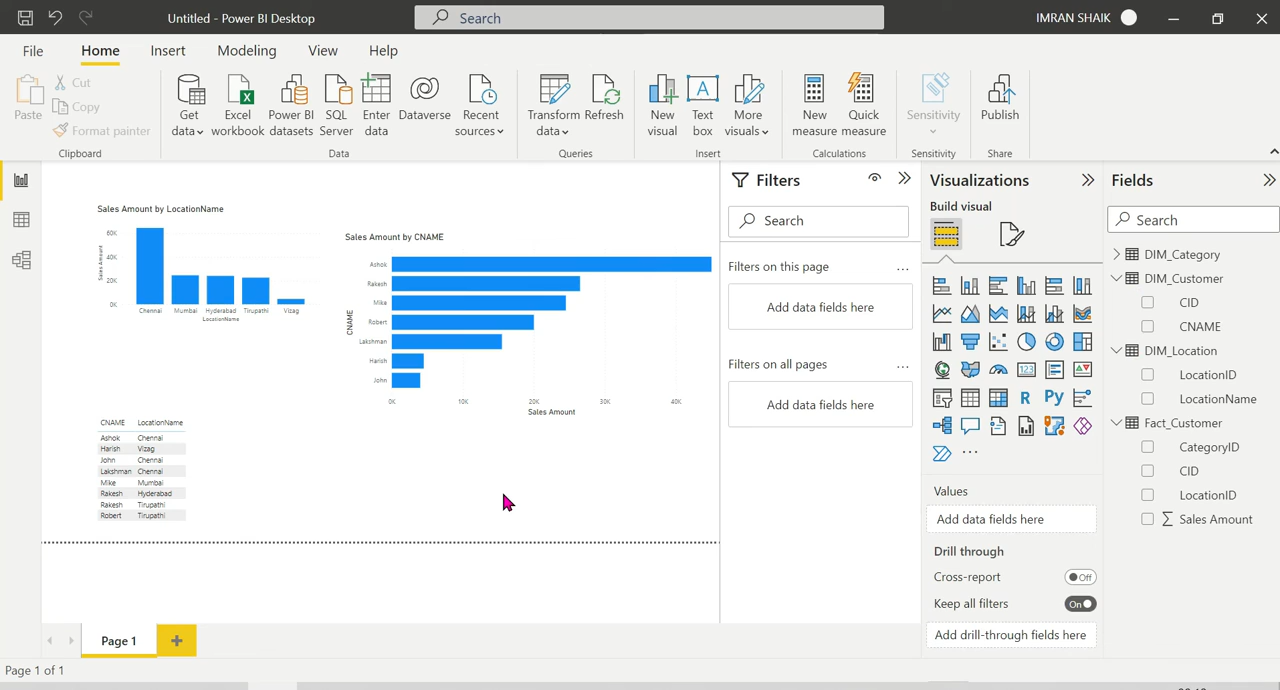 Untitled - Power BI Desktop
Search
IMRAN SHAIK
File Home Insert Modeling View Help
Paste
Cut
Copy
Format painter
Clipboard
Get data
Excel workbook
Power BI datasets
SQL Server
Enter data
Dataverse
Recent sources
Data
Transform data
Refresh
Queries
New visual
Text box
More visuals
Insert
New measure
Quick measure
Calculations
Sensitivity
Sensitivity
Publish
Share
Sales Amount by LocationName
Sales Amount
60K
40K
20K
0K
Chennai Mumbai Hyderabad Tirupathi Vizag
LocationName
Sales Amount by CNAME
CNAME
Ashok
Rakesh
Mike
Robert
Lakshman
Harish
John
0K 10K 20K 30K 40K
Sales Amount
CNAME LocationName
Ashok Chennai
Harish Vizag
John Chennai
Lakshman Chennai
Mike Mumbai
Rakesh Hyderabad
Rakesh Tirupathi
Robert Tirupathi
Filters
Search
Filters on this page ...
Add data fields here
Filters on all pages ...
Add data fields here
Visualizations
Build visual
123
R
Py
...
Values
Add data fields here
Drill through
Cross-report Off
Keep all filters On
Add drill-through fields here
Fields
Search
DIM_Category
DIM_Customer
CID
CNAME
DIM_Location
LocationID
LocationName
Fact_Customer
CategoryID
CID
LocationID
Σ Sales Amount
Page 1
Page 1 of 1